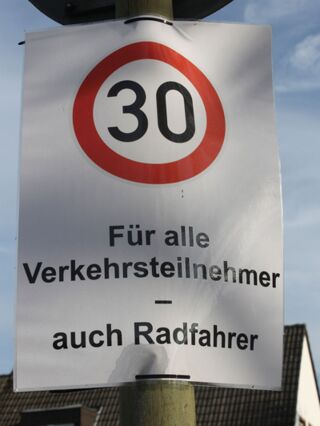 30
Für alle
Verkehrsteilnehmer
–
auch Radfahrer